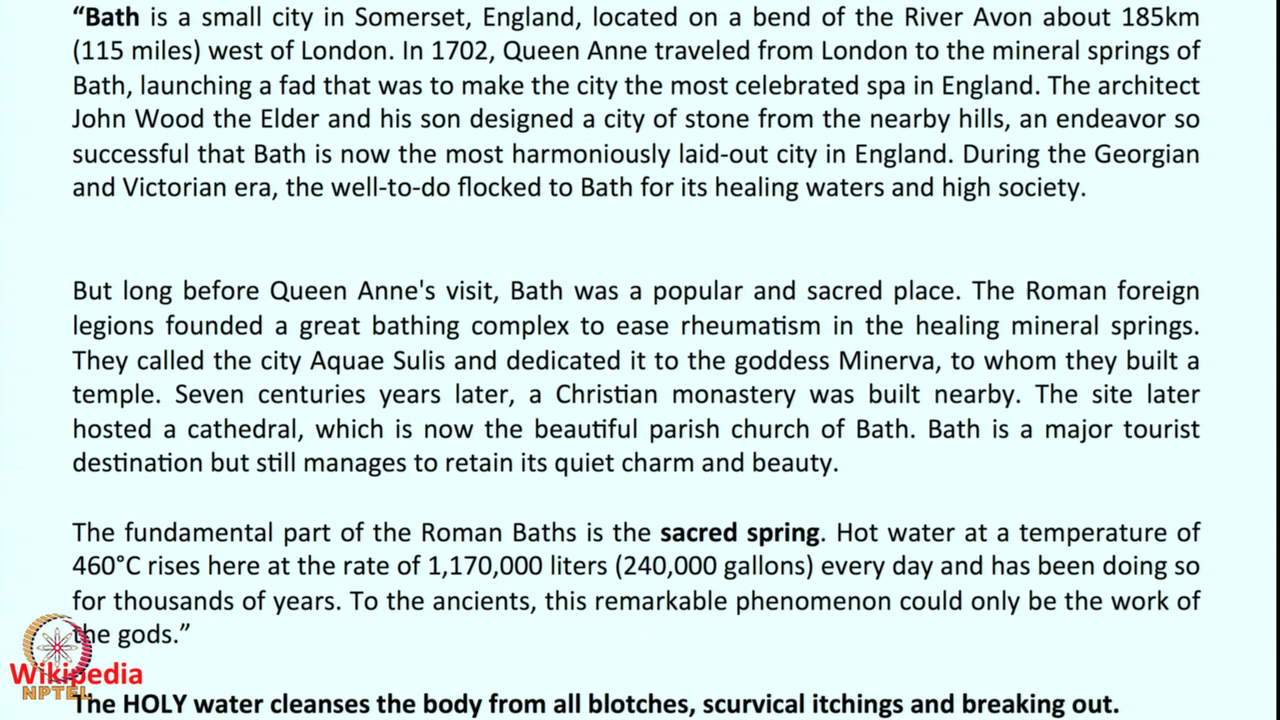 “Bath is a small city in Somerset, England, located on a bend of the River Avon about 185km
(115 miles) west of London. In 1702, Queen Anne traveled from London to the mineral springs of
Bath, launching a fad that was to make the city the most celebrated spa in England. The architect
John Wood the Elder and his son designed a city of stone from the nearby hills, an endeavor so
successful that Bath is now the most harmoniously laid-out city in England. During the Georgian
and Victorian era, the well-to-do flocked to Bath for its healing waters and high society.
But long before Queen Anne's visit, Bath was a popular and sacred place. The Roman foreign
legions founded a great bathing complex to ease rheumatism in the healing mineral springs.
They called the city Aquae Sulis and dedicated it to the goddess Minerva, to whom they built a
temple. Seven centuries years later, a Christian monastery was built nearby. The site later
hosted a cathedral, which is now the beautiful parish church of Bath. Bath is a major tourist
destination but still manages to retain its quiet charm and beauty.
The fundamental part of the Roman Baths is the sacred spring. Hot water at a temperature of
460°C rises here at the rate of 1,170,000 liters (240,000 gallons) every day and has been doing so
for thousands of years. To the ancients, this remarkable phenomenon could only be the work of
the gods.”
Wikipedia
NPTEL
The HOLY water cleanses the body from all blotches, scurvical itchings and breaking out.